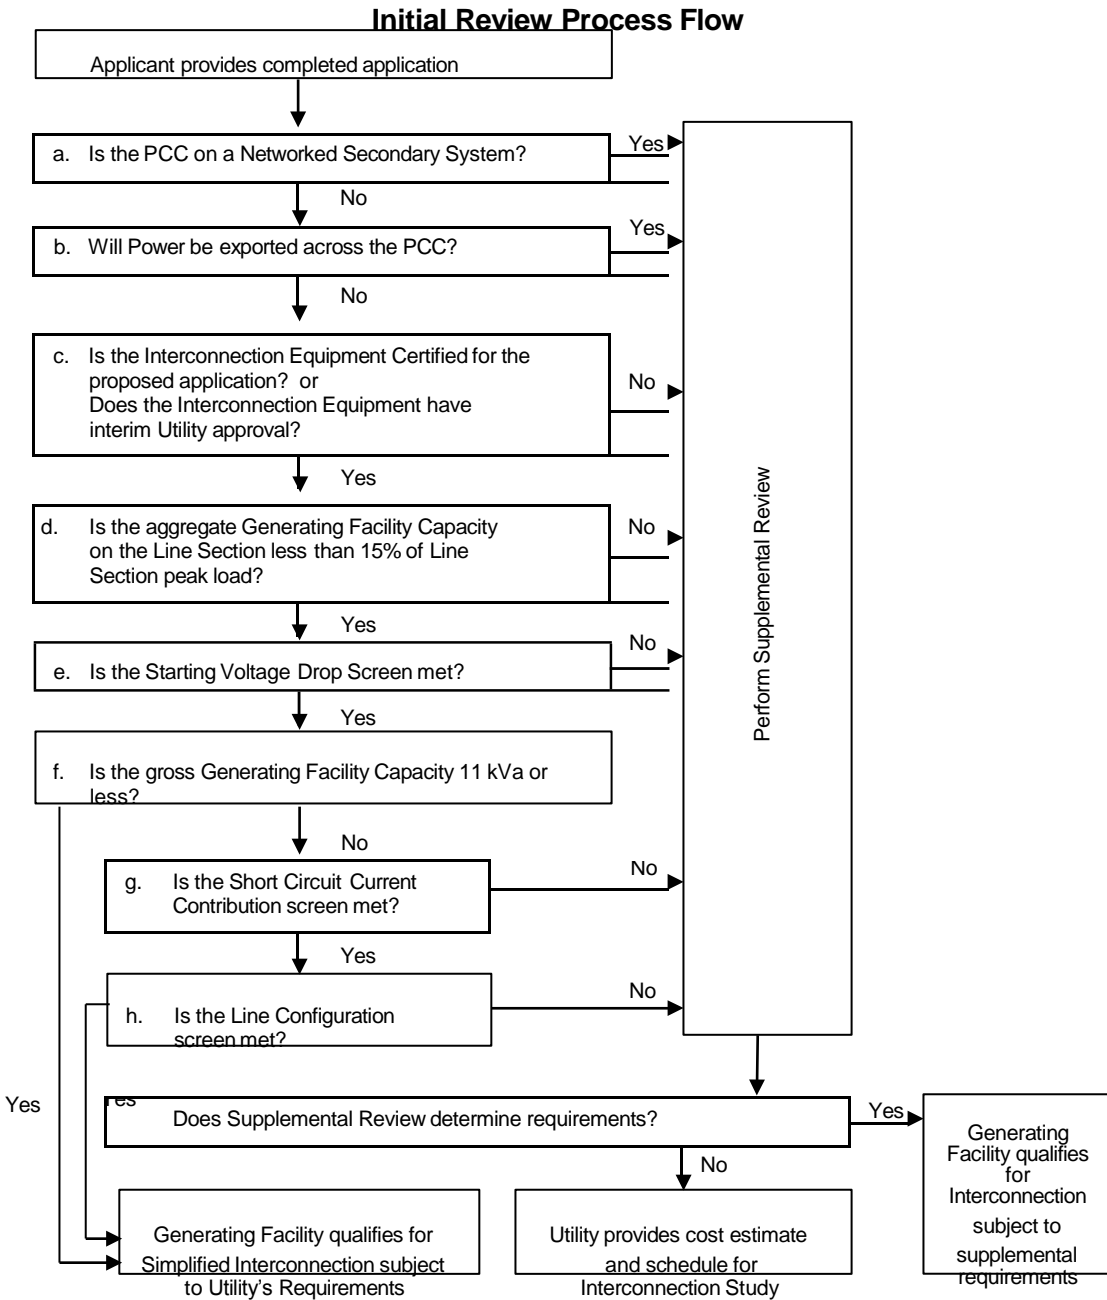 Initial Review Process Flow
Applicant provides completed application
a. Is the PCC on a Networked Secondary System?
Yes
No
b. Will Power be exported across the PCC?
Yes
No
c. Is the Interconnection Equipment Certified for the
proposed application? or
Does the Interconnection Equipment have
interim Utility approval?
No
Yes
d. Is the aggregate Generating Facility Capacity
on the Line Section less than 15% of Line
Section peak load?
No
Yes
e. Is the Starting Voltage Drop Screen met?
No
Yes
f. Is the gross Generating Facility Capacity 11 kVa or
less?
No
g. Is the Short Circuit Current
Contribution screen met?
No
Yes
h. Is the Line Configuration
screen met?
No
Perform Supplemental Review
Yes
Yes
Does Supplemental Review determine requirements?
Yes
No
Generating Facility qualifies for
Simplified Interconnection subject
to Utility's Requirements
Utility provides cost estimate
and schedule for
Interconnection Study
Generating
Facility qualifies
for
Interconnection
subject to
supplemental
requirements